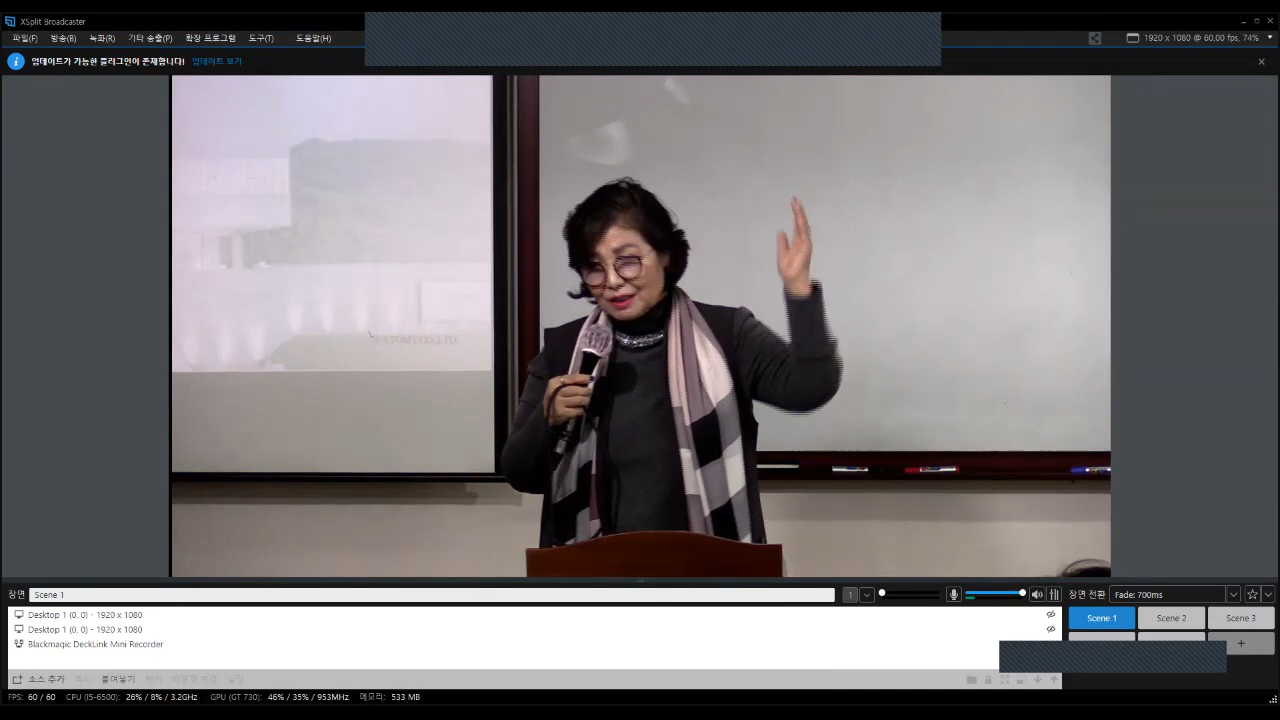 XSplit Broadcaster
파일(F) 방송(B) 녹화(R) 기타 송출(P) 확장 프로그램 도구(T) 도움말(H)
1920 x 1080 @ 60.00 fps, 74%
업데이트가 가능한 플러그인이 존재합니다! 업데이트 보기
장면 Scene 1
1
장면 전환 Fade: 700ms
Desktop 1 (0, 0) - 1920 x 1080
Desktop 1 (0, 0) - 1920 x 1080
Blackmagic DeckLink Mini Recorder
Scene 1 Scene 2 Scene 3
소스 추가 붙여넣기
FPS: 60 / 60 CPU (I5-6500): 26% / 8% / 3.2GHz GPU (GT 730): 46% / 35% / 953MHz 메모리: 533 MB